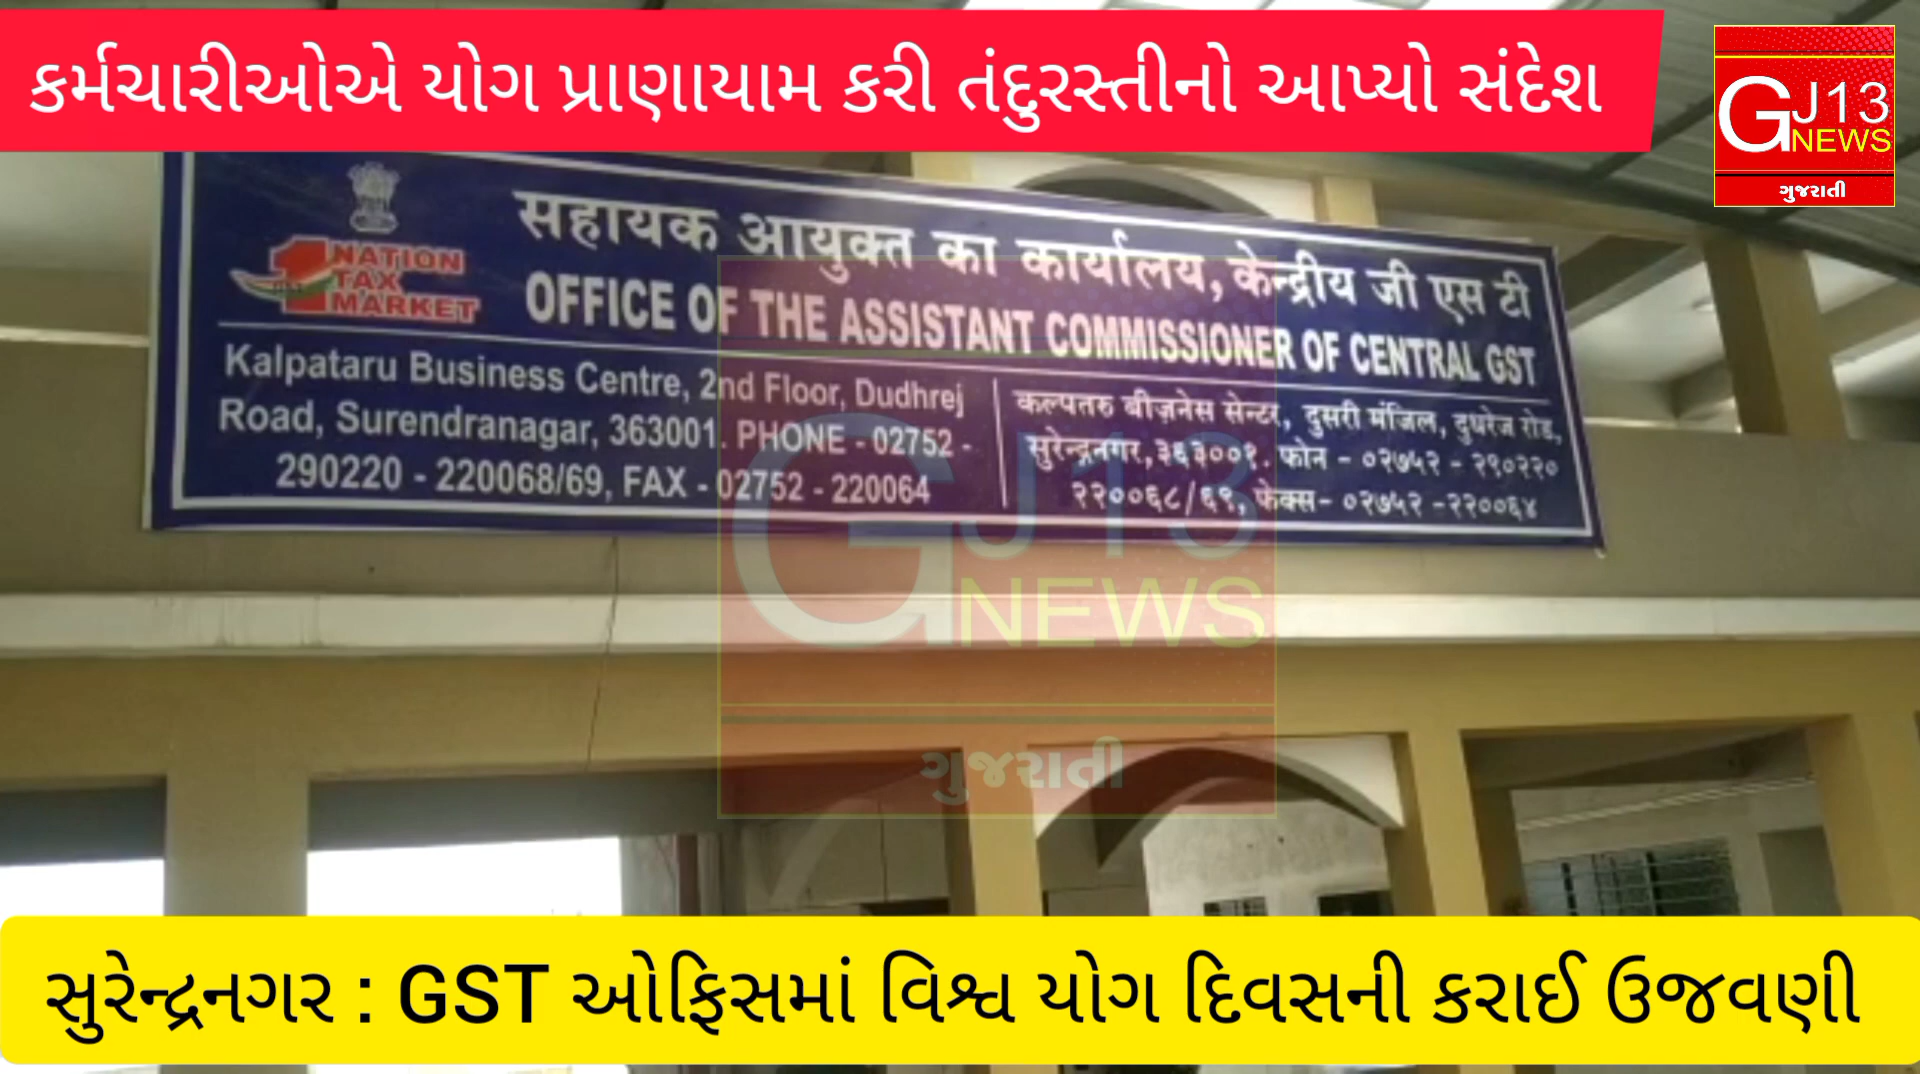 કર્મચારીઓએ યોગ પ્રાણાયામ કરી તંદુરસ્તીનો આપ્યો સંદેશ
GJ13
NEWS
ગુજરાતી
1 NATION
TAX
MARKET
सहायक आयुक्त का कार्यालय, केन्द्रीय जी एस टी
OFFICE OF THE ASSISTANT COMMISSIONER OF CENTRAL GST
Kalpataru Business Centre, 2nd Floor, Dudhrej
Road, Surendranagar, 363001. PHONE - 02752 -
290220 - 220068/69, FAX - 02752 - 220064
कल्पतरु बीज़नेस सेन्टर, दुसरी मंजिल, दुधरेज रोड,
सुरेन्द्रनगर, ३६३००१. फोन - ०२७५२ - २९०२२०
२२००६८/६९, फेक्स- ०२७५२ -२२००६४
GJ13
NEWS
ગુજરાતી
સુરેન્દ્રનગર : GST ઓફિસમાં વિશ્વ યોગ દિવસની કરાઈ ઉજવણી